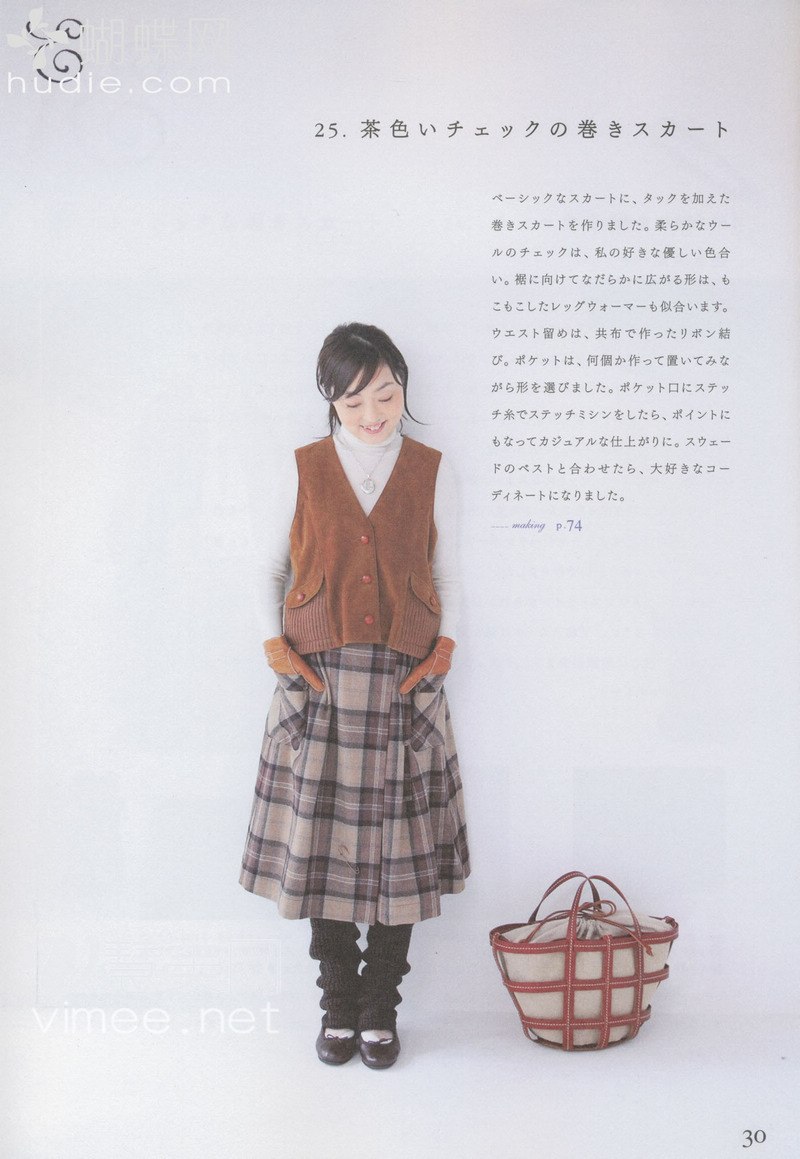 蝴蝶网
hudie.com
25. 茶色いチェックの巻きスカート
ベーシックなスカートに、タックを加えた
巻きスカートを作りました。柔らかなウー
ルのチェックは、私の好きな優しい色合
い。裾に向けてなだらかに広がる形は、も
こもこしたレッグウォーマーも似合います。
ウエスト留めは、共布で作ったリボン結
び。ポケットは、何個か作って置いてみな
がら形を選びました。ポケット口にステッ
チ糸でステッチミシンをしたら、ポイントに
もなってカジュアルな仕上がりに。スウェー
ドのベストと合わせたら、大好きなコー
ディネートになりました。
---- making p.74
vimee.net
30